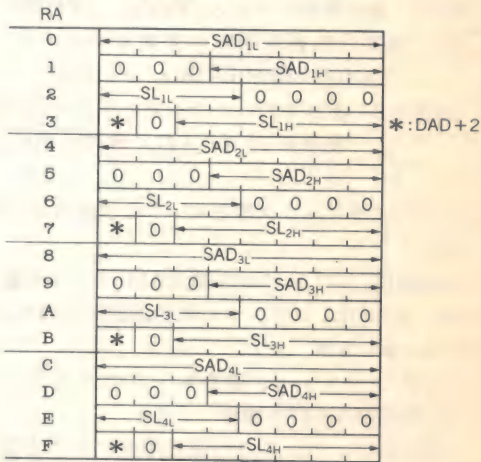 RA
0 SAD1L
1 0 0 0 SAD1H
2 SL1L 0 0 0 0
3 * 0 SL1H *:DAD+2
4 SAD2L
5 0 0 0 SAD2H
6 SL2L 0 0 0 0
7 * 0 SL2H
8 SAD3L
9 0 0 0 SAD3H
A SL3L 0 0 0 0
B * 0 SL3H
C SAD4L
D 0 0 0 SAD4H
E SL4L 0 0 0 0
F * 0 SL4H